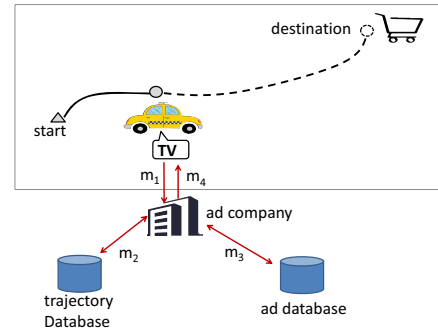 destination
start
TV
m1
m4
ad company
m2
m3
trajectory
Database
ad database